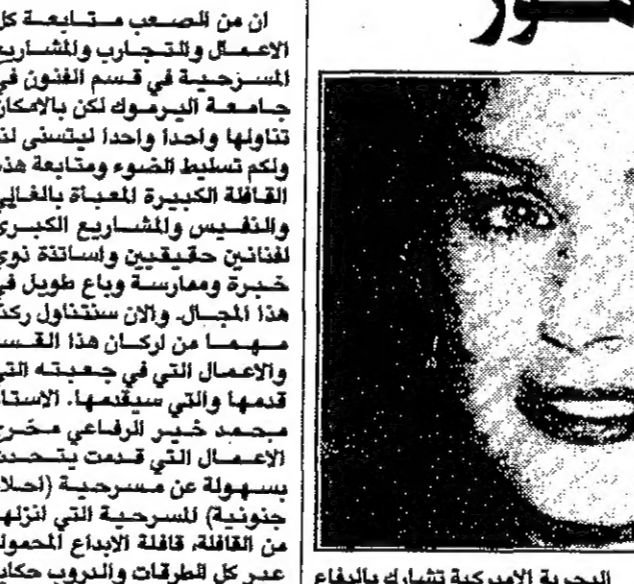 ان من الصعب متابعة كل
الاعمال والتجارب والمشاريع
المسرحية في قسم الفنون في
جامعة اليرموك لكن بالامكان
تناولها واحدا واحدا ليتسنى لنا
ولكم تسليط الضوء ومتابعة هذه
القافلة الكبيرة المعبأة بالغالي
والنفيس والمشاريع الكبرى
لفنانين حقيقيين واساتذة ذوي
خبرة وممارسة وباع طويل في
هذا المجال. والان سنتناول ركنا
مهما من اركان هذا القسم
والاعمال التي في جعبته التي
قدمها والتي سيقدمها. الاستاذ
محمد خير الرفاعي مخرج
الاعمال التي قدمت يتحدث
بسهولة عن مسرحية (احلام
جنونية) المسرحية التي انزلها
من القافلة، قافلة الابداع المحمولة
عبر كل الطرقات والدروب حكاية
البحرية الاميركية تشارك بالدفاع